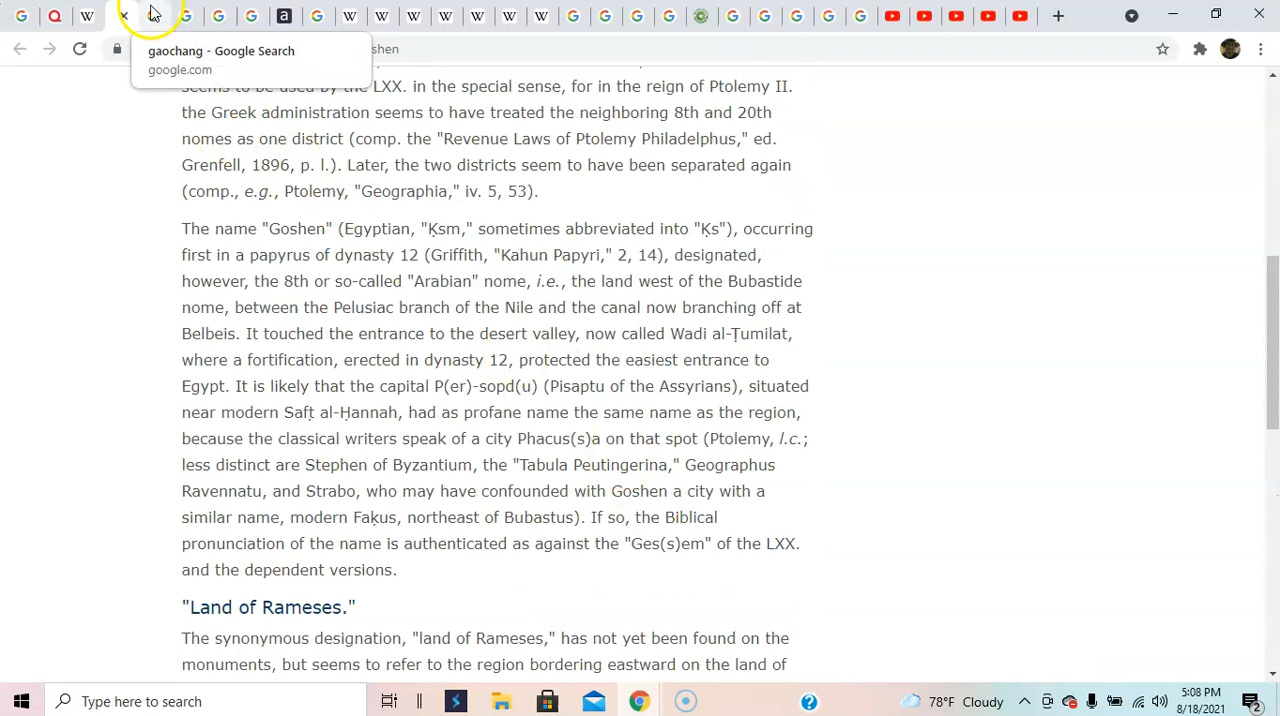 gaochang - Google Search
google.com
shen
seems to be used by the LXX. in the special sense, for in the reign of Ptolemy II.
the Greek administration seems to have treated the neighboring 8th and 20th
nomes as one district (comp. the "Revenue Laws of Ptolemy Philadelphus," ed.
Grenfell, 1896, p. l.). Later, the two districts seem to have been separated again
(comp., e.g., Ptolemy, "Geographia," iv. 5, 53).
The name "Goshen" (Egyptian, "Ḳsm," sometimes abbreviated into "Ḳs"), occurring
first in a papyrus of dynasty 12 (Griffith, "Kahun Papyri," 2, 14), designated,
however, the 8th or so-called "Arabian" nome, i.e., the land west of the Bubastide
nome, between the Pelusiac branch of the Nile and the canal now branching off at
Belbeis. It touched the entrance to the desert valley, now called Wadi al-Ṭumilat,
where a fortification, erected in dynasty 12, protected the easiest entrance to
Egypt. It is likely that the capital P(er)-sopd(u) (Pisaptu of the Assyrians), situated
near modern Safṭ al-Ḥannah, had as profane name the same name as the region,
because the classical writers speak of a city Phacus(s)a on that spot (Ptolemy, l.c.;
less distinct are Stephen of Byzantium, the "Tabula Peutingerina," Geographus
Ravennatu, and Strabo, who may have confounded with Goshen a city with a
similar name, modern Faḳus, northeast of Bubastus). If so, the Biblical
pronunciation of the name is authenticated as against the "Ges(s)em" of the LXX.
and the dependent versions.
"Land of Rameses."
The synonymous designation, "land of Rameses," has not yet been found on the
monuments, but seems to refer to the region bordering eastward on the land of
Type here to search
78°F Cloudy
5:08 PM
8/18/2021
2